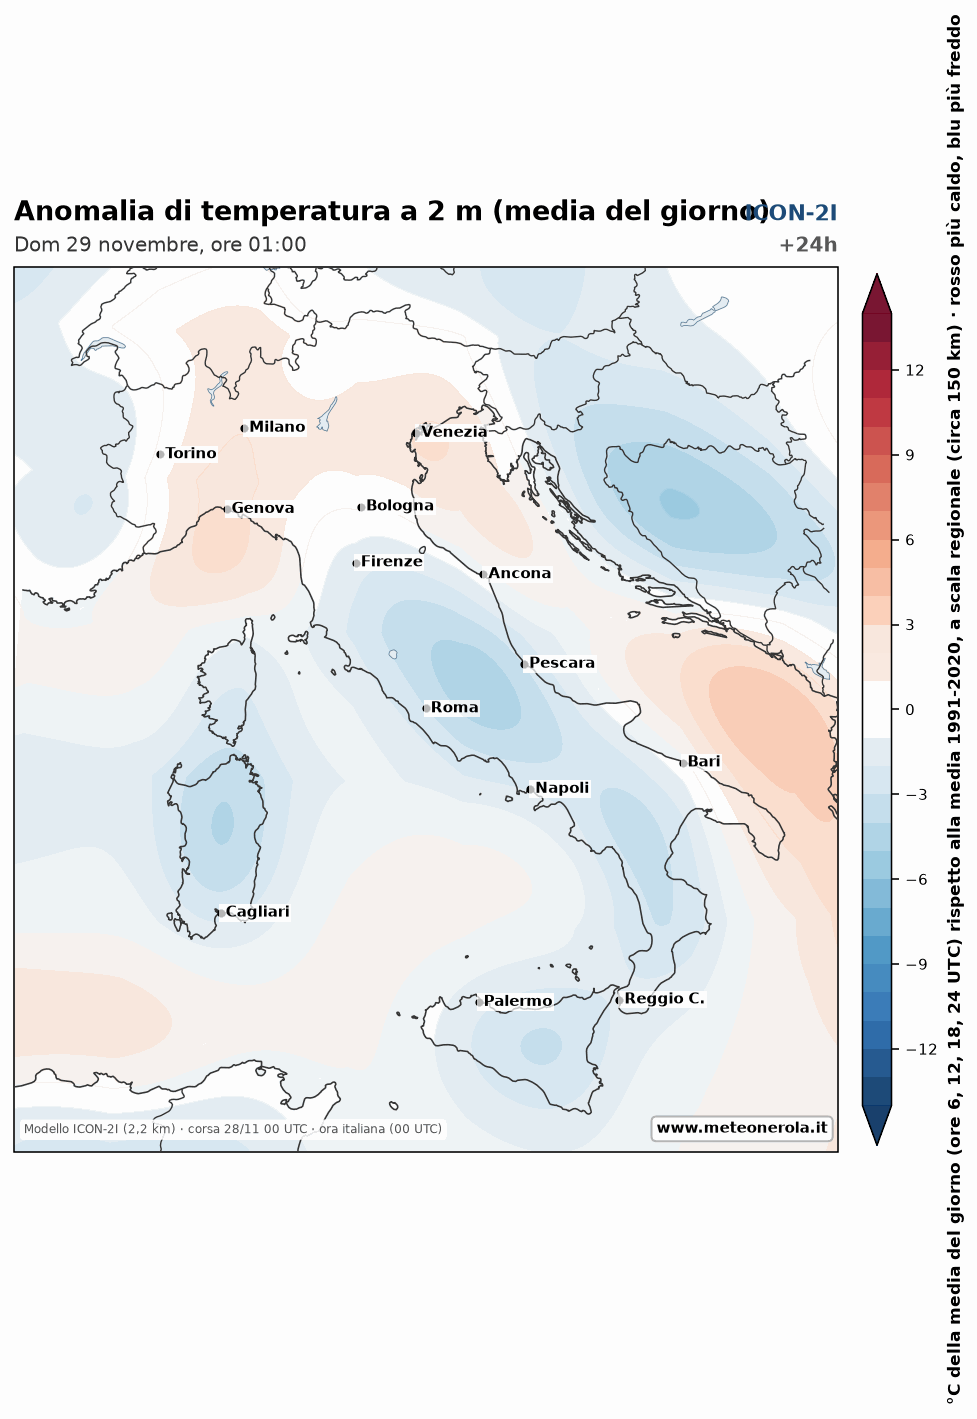 Anomalia di temperatura a 2 m (media del giorno)
ICON-2I
Dom 29 novembre, ore 01:00
+24h
Milano
Venezia
Torino
Genova
Bologna
Firenze
Ancona
Pescara
Roma
Bari
Napoli
Cagliari
Palermo
Reggio C.
Modello ICON-2I (2,2 km) · corsa 28/11 00 UTC · ora italiana (00 UTC)
www.meteonerola.it
12
9
6
3
0
−3
−6
−9
−12
°C della media del giorno (ore 6, 12, 18, 24 UTC) rispetto alla media 1991-2020, a scala regionale (circa 150 km) · rosso più caldo, blu più freddo